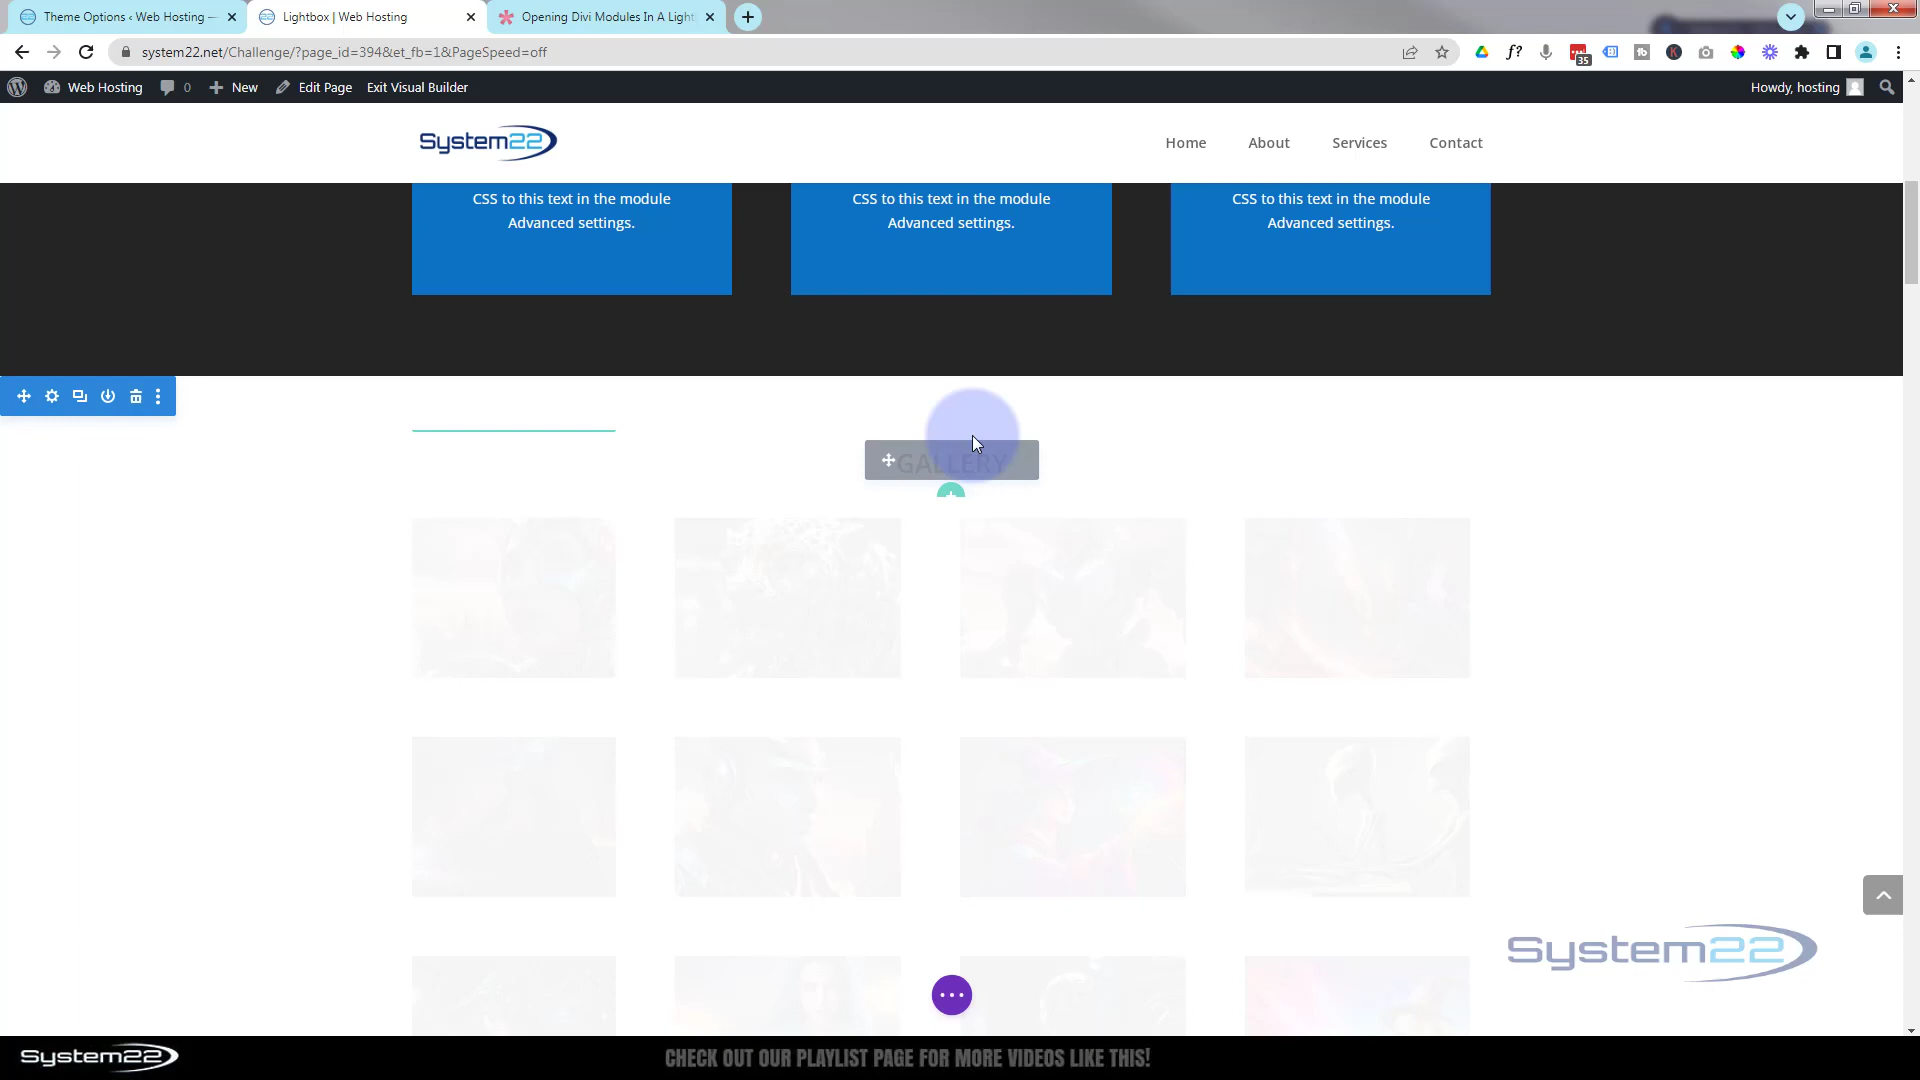 Theme Options ‹ Web Hosting —
Lightbox | Web Hosting
Opening Divi Modules In A Light
system22.net/Challenge/?page_id=394&et_fb=1&PageSpeed=off
35
Web Hosting
0
New
Edit Page
Exit Visual Builder
Howdy, hosting
System22
Home
About
Services
Contact
CSS to this text in the module
Advanced settings.
CSS to this text in the module
Advanced settings.
CSS to this text in the module
Advanced settings.
GALLERY
System22
System22
CHECK OUT OUR PLAYLIST PAGE FOR MORE VIDEOS LIKE THIS!